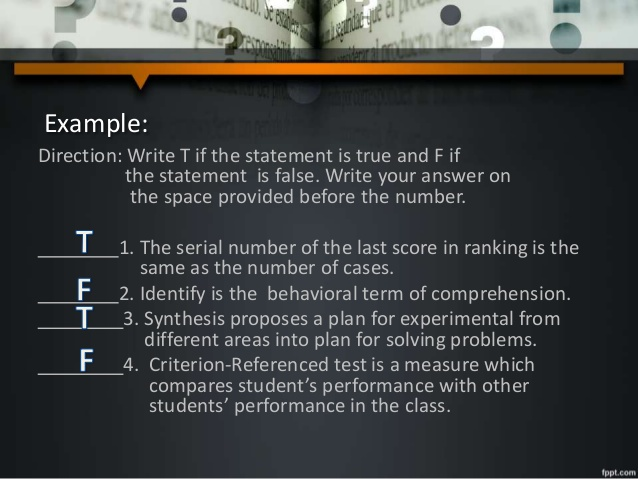 Example:
Direction: Write T if the statement is true and F if
the statement  is false. Write your answer on
the space provided before the number.
T
________1. The serial number of the last score in ranking is the
same as the number of cases.
F
________2. Identify is the  behavioral term of comprehension.
T
________3. Synthesis proposes a plan for experimental from
different areas into plan for solving problems.
F
________4.  Criterion-Referenced test is a measure which
compares student’s performance with other
students’ performance in the class.
fppt.com